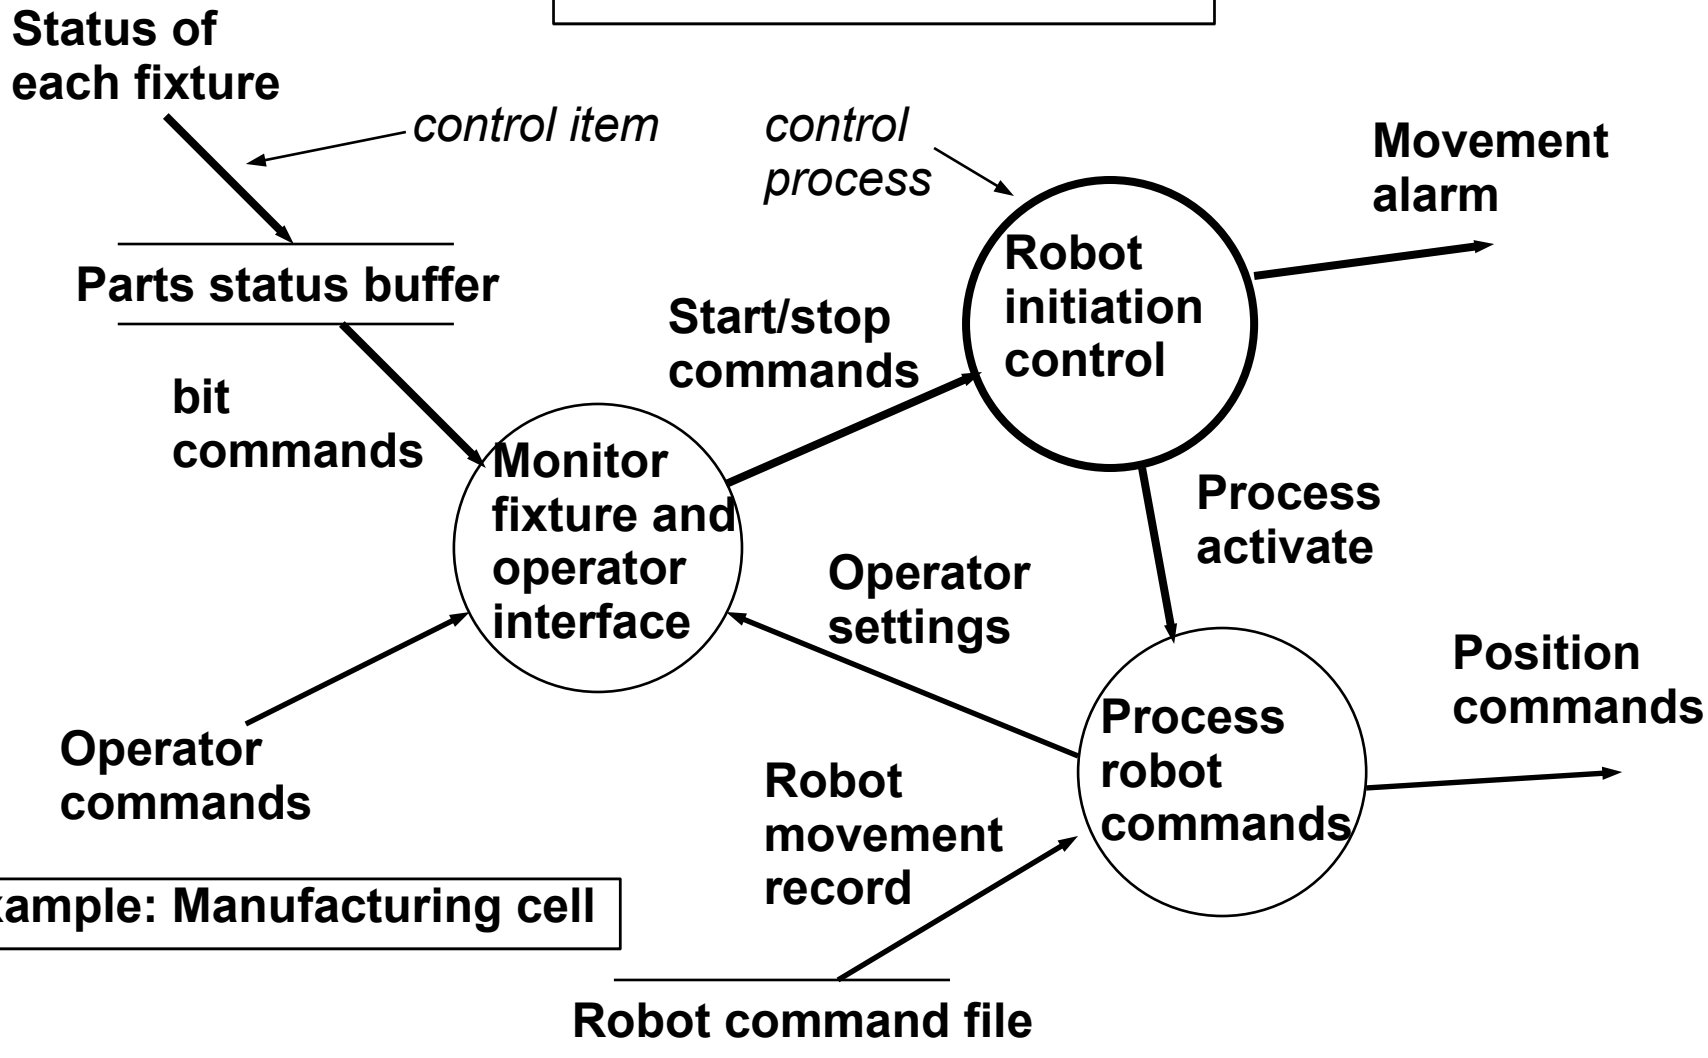 Status of
each fixture
control item
control
process
Movement
alarm
Robot
initiation
control
Parts status buffer
Start/stop
commands
bit
commands
Monitor
fixture and
operator
interface
Process
activate
Operator
settings
Position
commands
Process
robot
commands
Operator
commands
Robot
movement
record
xample: Manufacturing cell
Robot command file